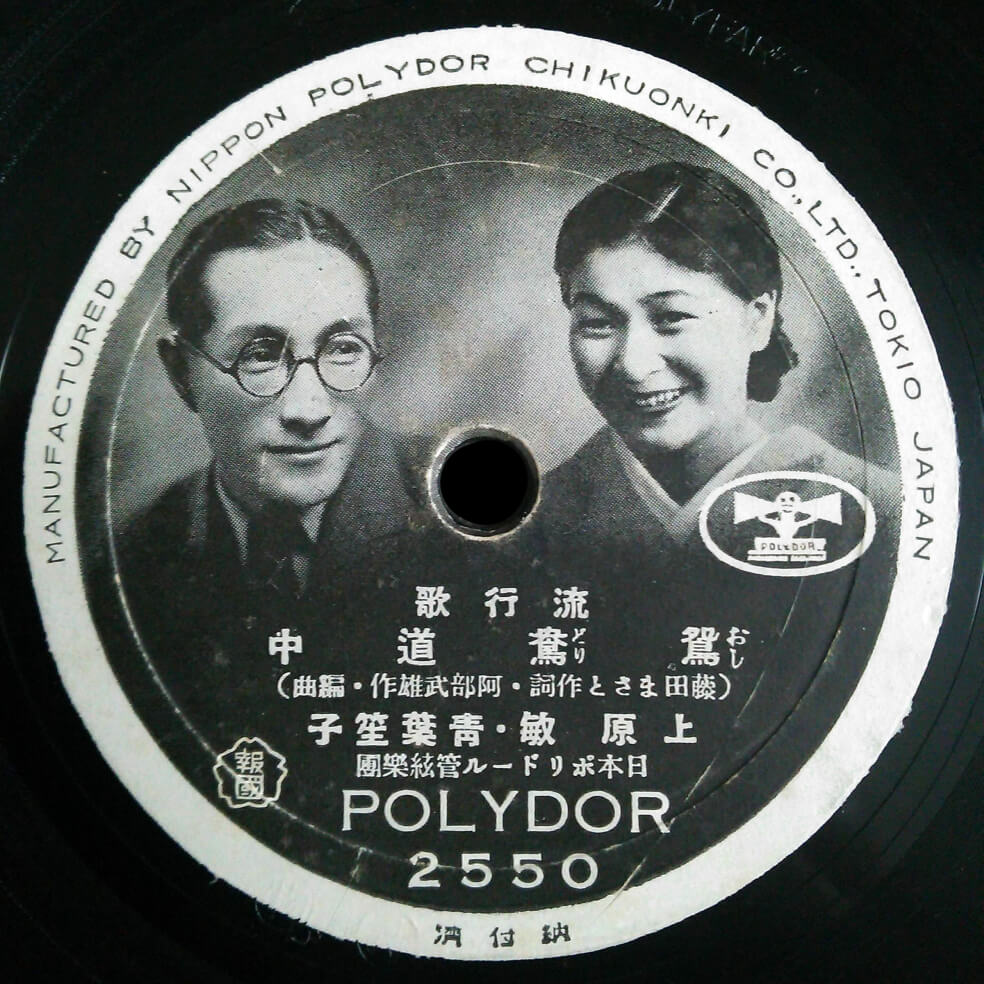 MANUFACTURED BY NIPPON POLYDOR CHIKUONKI CO., LTD., TOKIO JAPAN
POLYDOR
流行歌
おしどり
鴛鴦道中
(藤田まさと作詞・阿部武雄作・編曲)
上原敏・靑葉笙子
日本ポリドール管絃樂團
報國
POLYDOR
2550
納付済